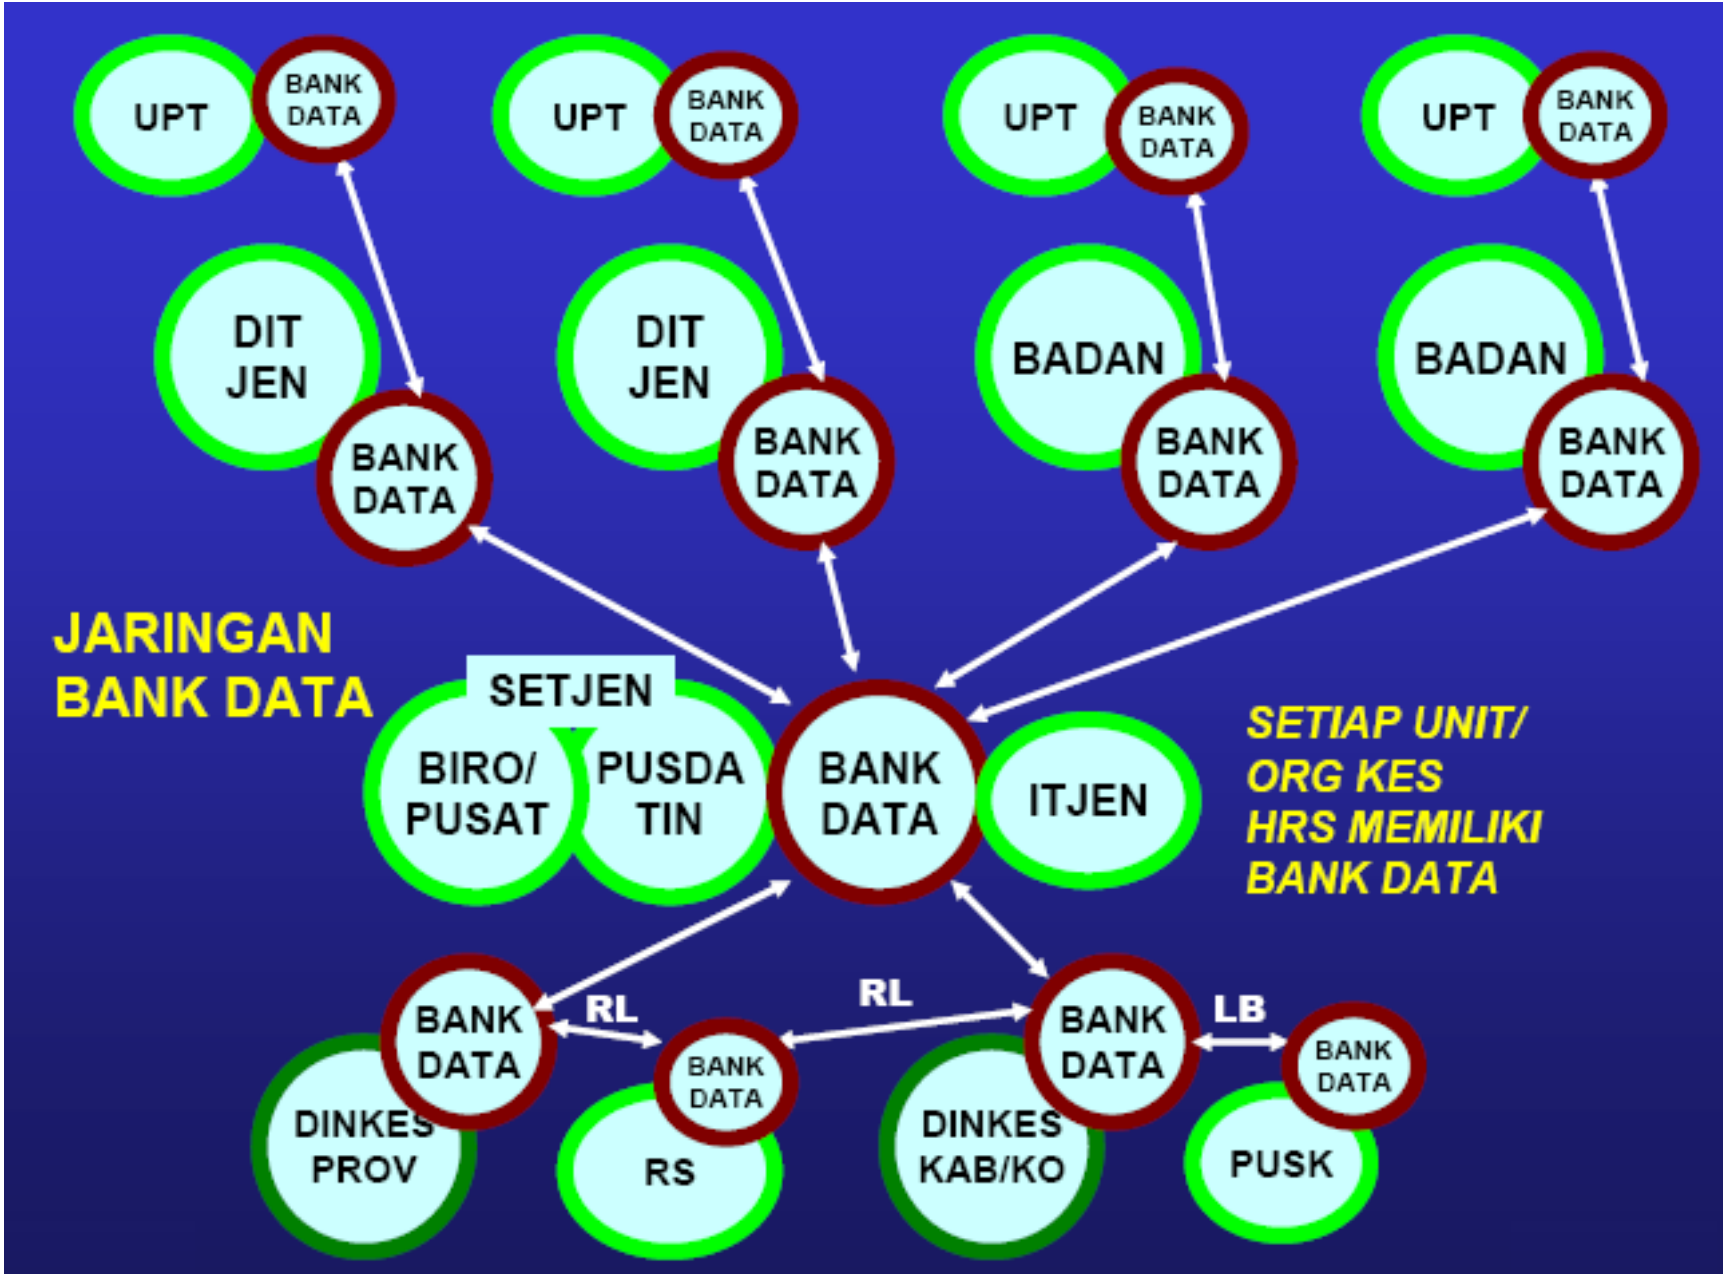 UPT
BANK
DATA
UPT
BANK
DATA
UPT
BANK
DATA
UPT
BANK
DATA
DIT
JEN
BANK
DATA
DIT
JEN
BANK
DATA
BADAN
BANK
DATA
BADAN
BANK
DATA
JARINGAN
BANK DATA
SETJEN
BIRO/
PUSAT
PUSDA
TIN
BANK
DATA
ITJEN
SETIAP UNIT/
ORG KES
HRS MEMILIKI
BANK DATA
BANK
DATA
DINKES
PROV
RL
BANK
DATA
RS
RL
BANK
DATA
DINKES
KAB/KO
LB
BANK
DATA
PUSK